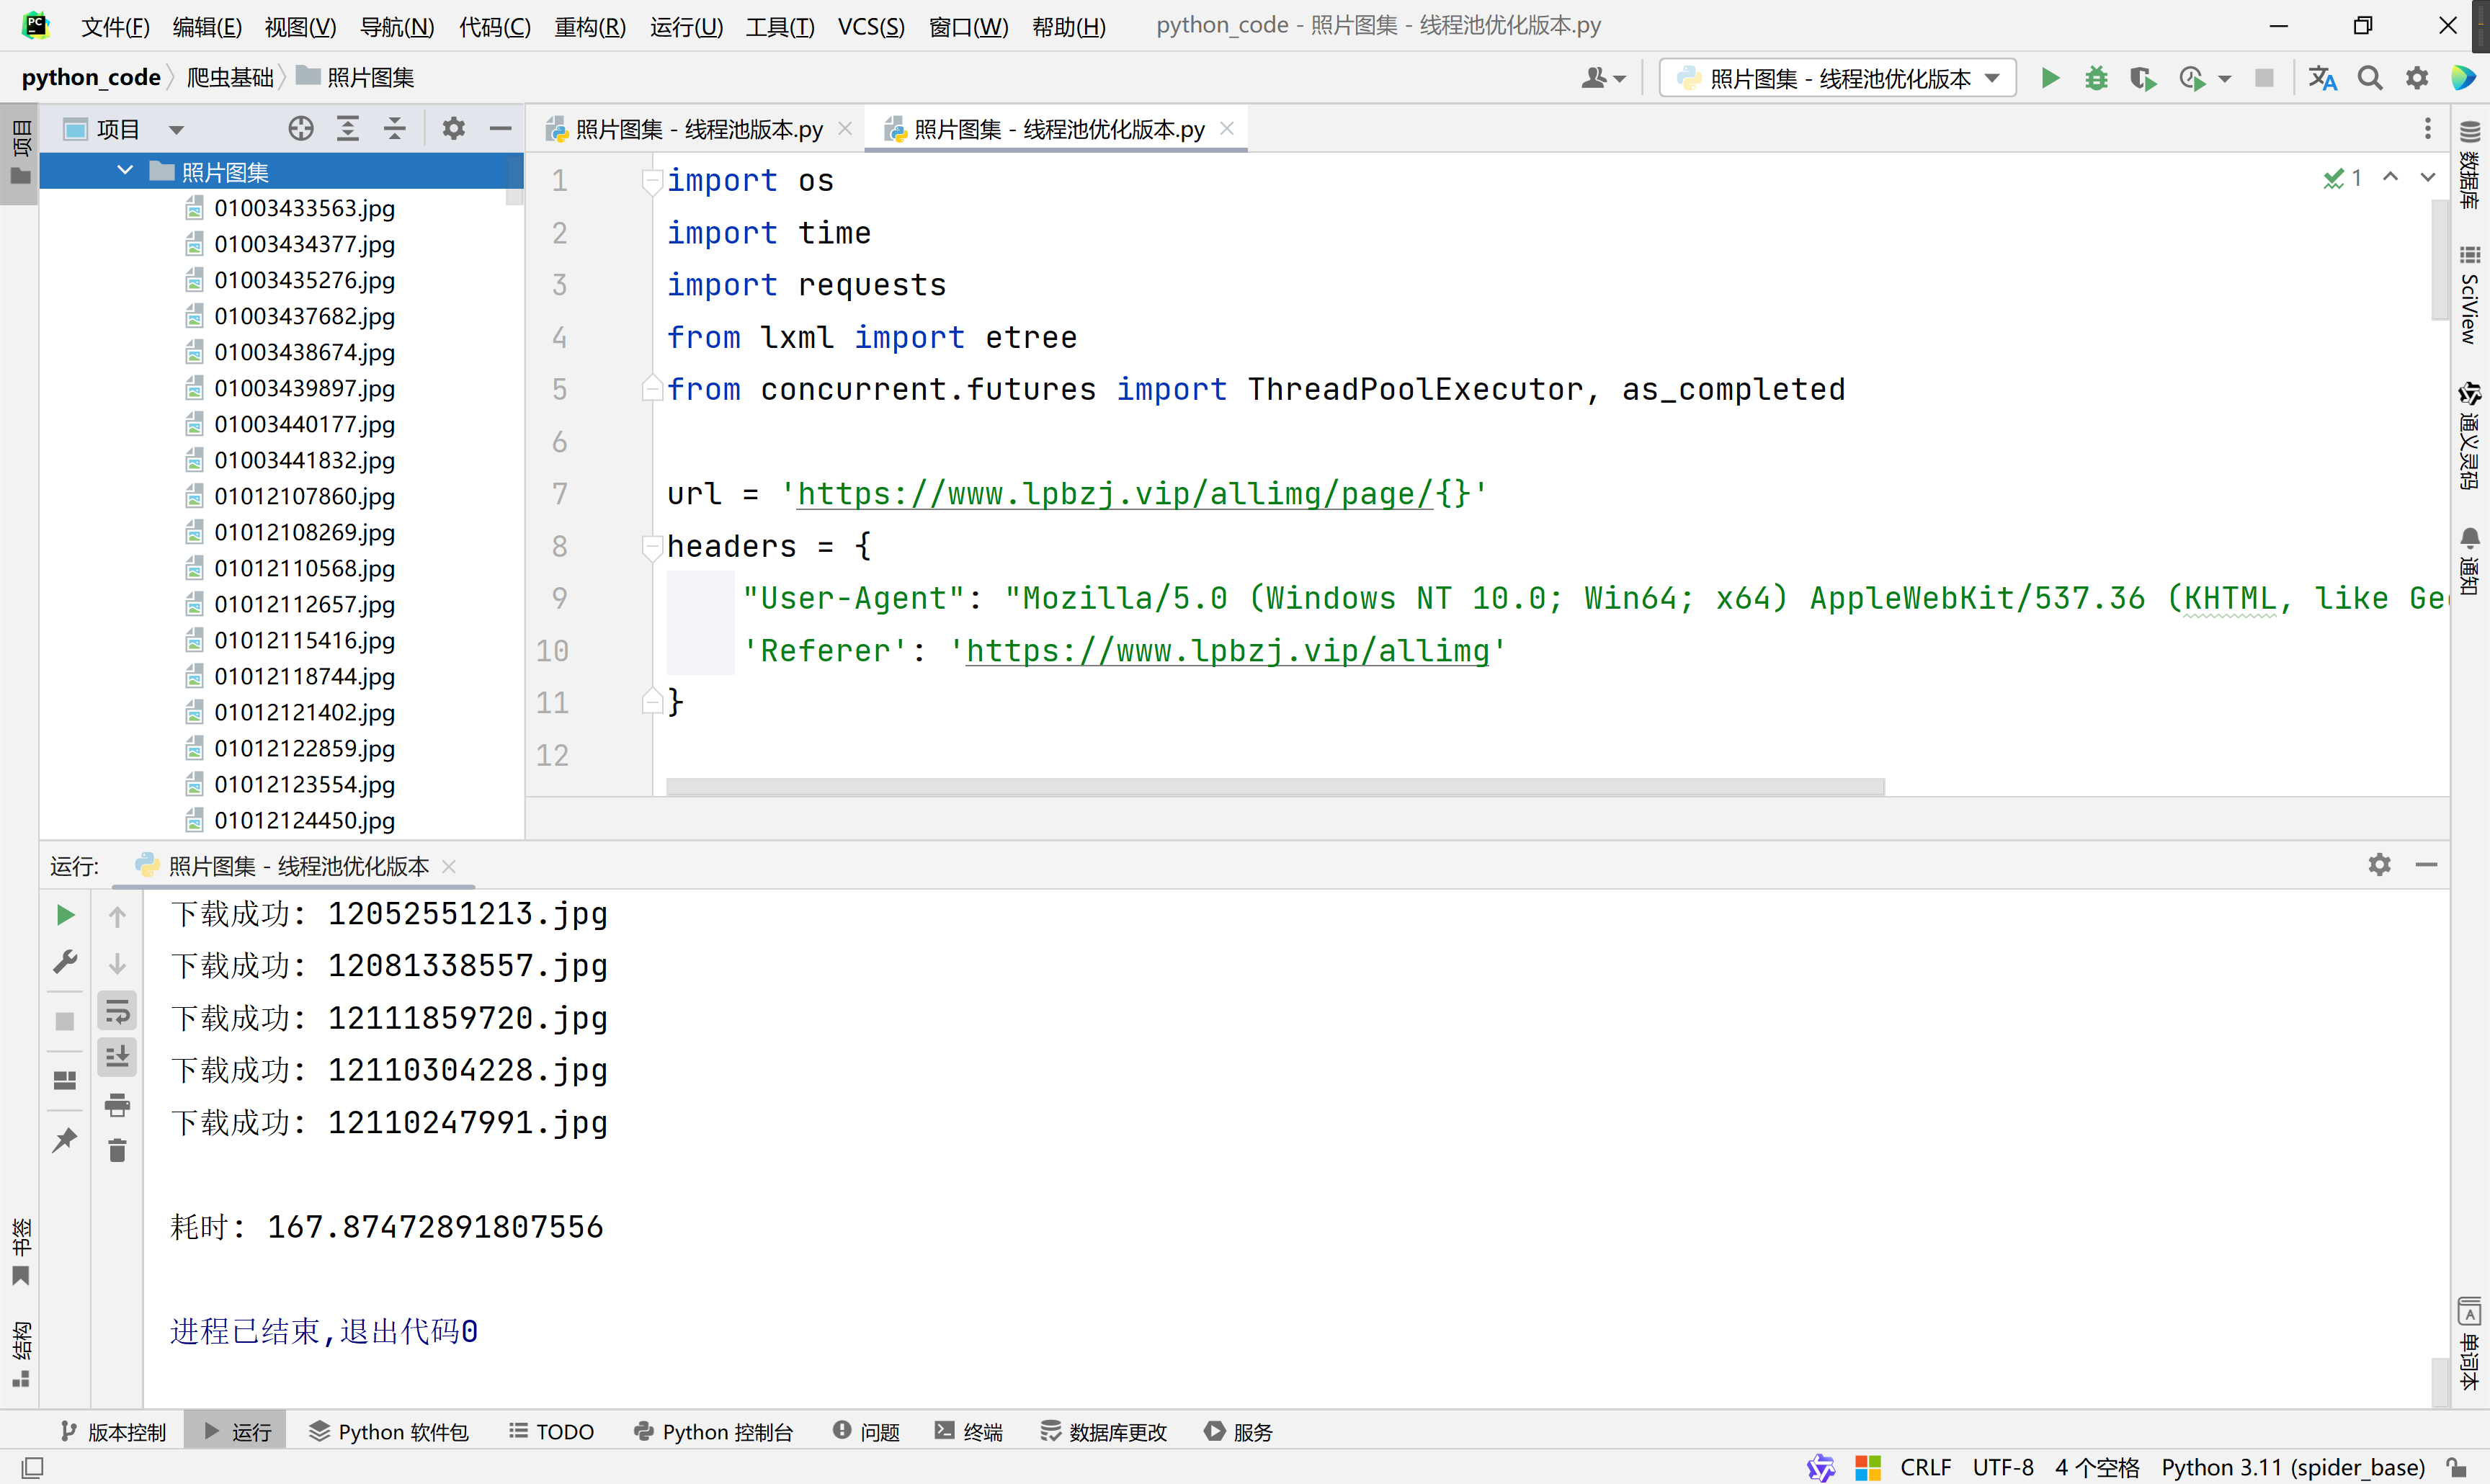 文件(F) 编辑(E) 视图(V) 导航(N) 代码(C) 重构(R) 运行(U) 工具(T) VCS(S) 窗口(W) 帮助(H) python_code - 照片图集 - 线程池优化版本.py
python_code 爬虫基础 照片图集
照片图集 - 线程池优化版本
项目
项目
照片图集 - 线程池版本.py
照片图集 - 线程池优化版本.py
照片图集
01003433563.jpg
01003434377.jpg
01003435276.jpg
01003437682.jpg
01003438674.jpg
01003439897.jpg
01003440177.jpg
01003441832.jpg
01012107860.jpg
01012108269.jpg
01012110568.jpg
01012112657.jpg
01012115416.jpg
01012118744.jpg
01012121402.jpg
01012122859.jpg
01012123554.jpg
01012124450.jpg
1 import os
2 import time
3 import requests
4 from lxml import etree
5 from concurrent.futures import ThreadPoolExecutor, as_completed
6
7 url = 'https://www.lpbzj.vip/allimg/page/{}'
8 headers = {
9 "User-Agent": "Mozilla/5.0 (Windows NT 10.0; Win64; x64) AppleWebKit/537.36 (KHTML, like Ge
10 'Referer': 'https://www.lpbzj.vip/allimg'
11 }
12
1
数据库
SciView
通义灵码
通知
单词本
运行: 照片图集 - 线程池优化版本
下载成功: 12052551213.jpg
下载成功: 12081338557.jpg
下载成功: 12111859720.jpg
下载成功: 12110304228.jpg
下载成功: 12110247991.jpg
耗时: 167.87472891807556
进程已结束,退出代码0
书签
结构
版本控制 运行 Python 软件包 TODO Python 控制台 问题 终端 数据库更改 服务
CRLF UTF-8 4 个空格 Python 3.11 (spider_base)